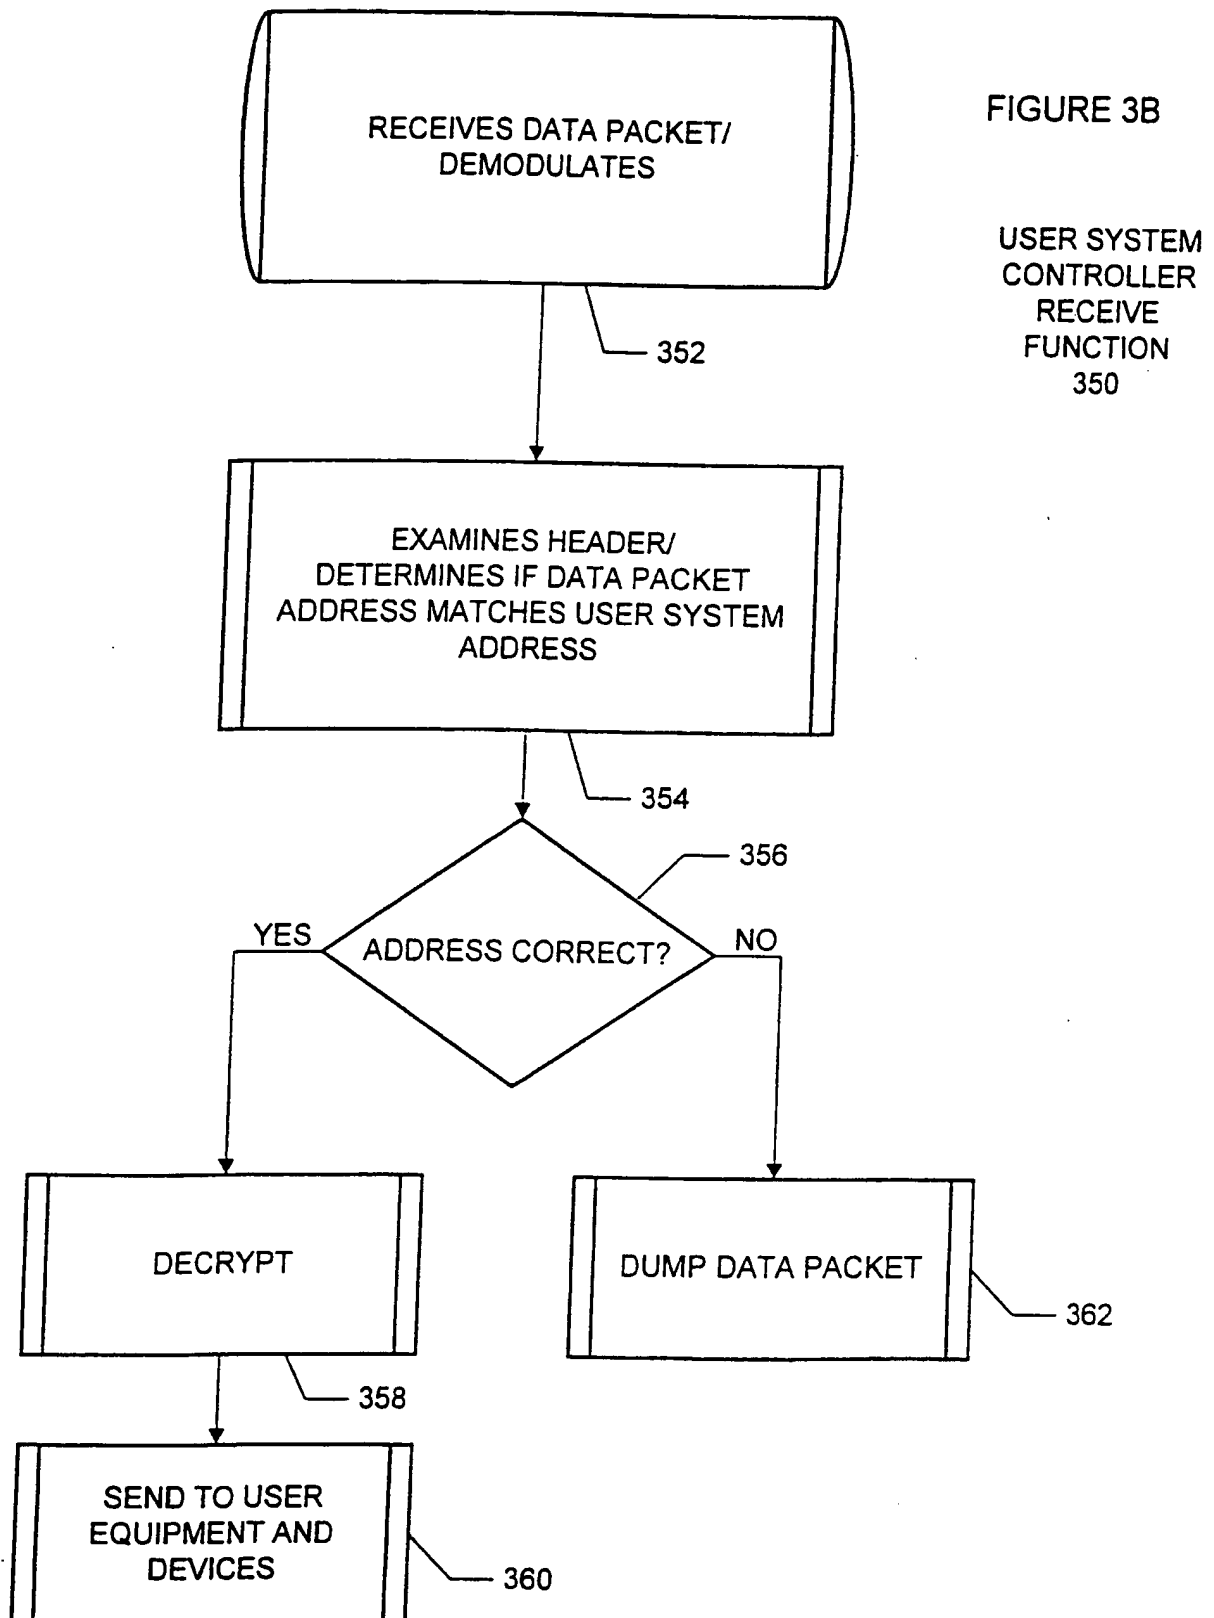 FIGURE 3B
RECEIVES DATA PACKET/
DEMODULATES
USER SYSTEM
CONTROLLER
RECEIVE
FUNCTION
350
352
EXAMINES HEADER/
DETERMINES IF DATA PACKET
ADDRESS MATCHES USER SYSTEM
ADDRESS
354
356
YES
ADDRESS CORRECT?
NO
DECRYPT
DUMP DATA PACKET
362
358
SEND TO USER
EQUIPMENT AND
DEVICES
360